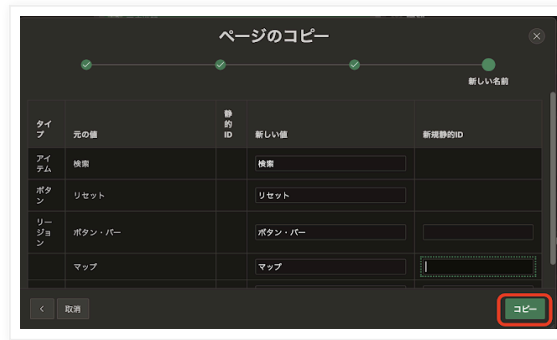 ページのコピー
新しい名前
タイプ 元の値 静的ID 新しい値 新規静的ID
アイテム 検索 検索
ボタン リセット リセット
リージョン ボタン・バー ボタン・バー
マップ マップ
取消 コピー